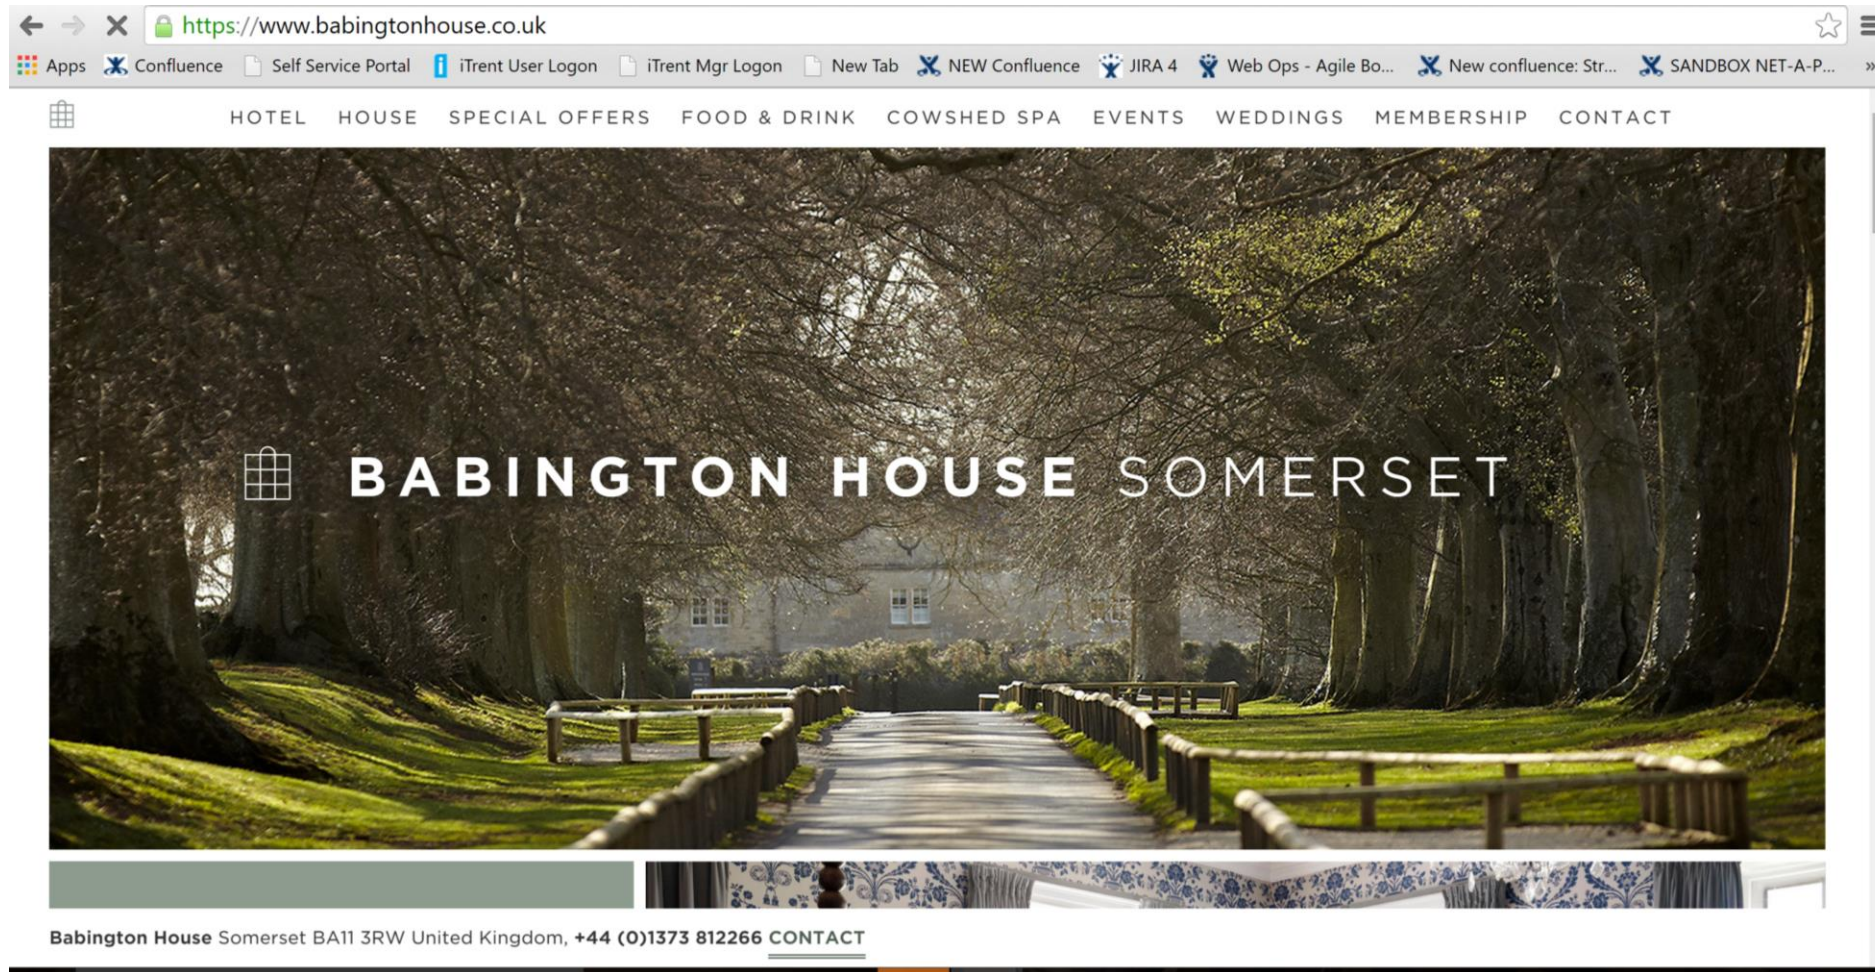 https://www.babingtonhouse.co.uk
Apps Confluence Self Service Portal iTrent User Logon iTrent Mgr Logon New Tab NEW Confluence JIRA 4 Web Ops - Agile Bo... New confluence: Str... SANDBOX NET-A-P... »
HOTEL HOUSE SPECIAL OFFERS FOOD & DRINK COWSHED SPA EVENTS WEDDINGS MEMBERSHIP CONTACT
BABINGTON HOUSE SOMERSET
Babington House Somerset BA11 3RW United Kingdom, +44 (0)1373 812266 CONTACT